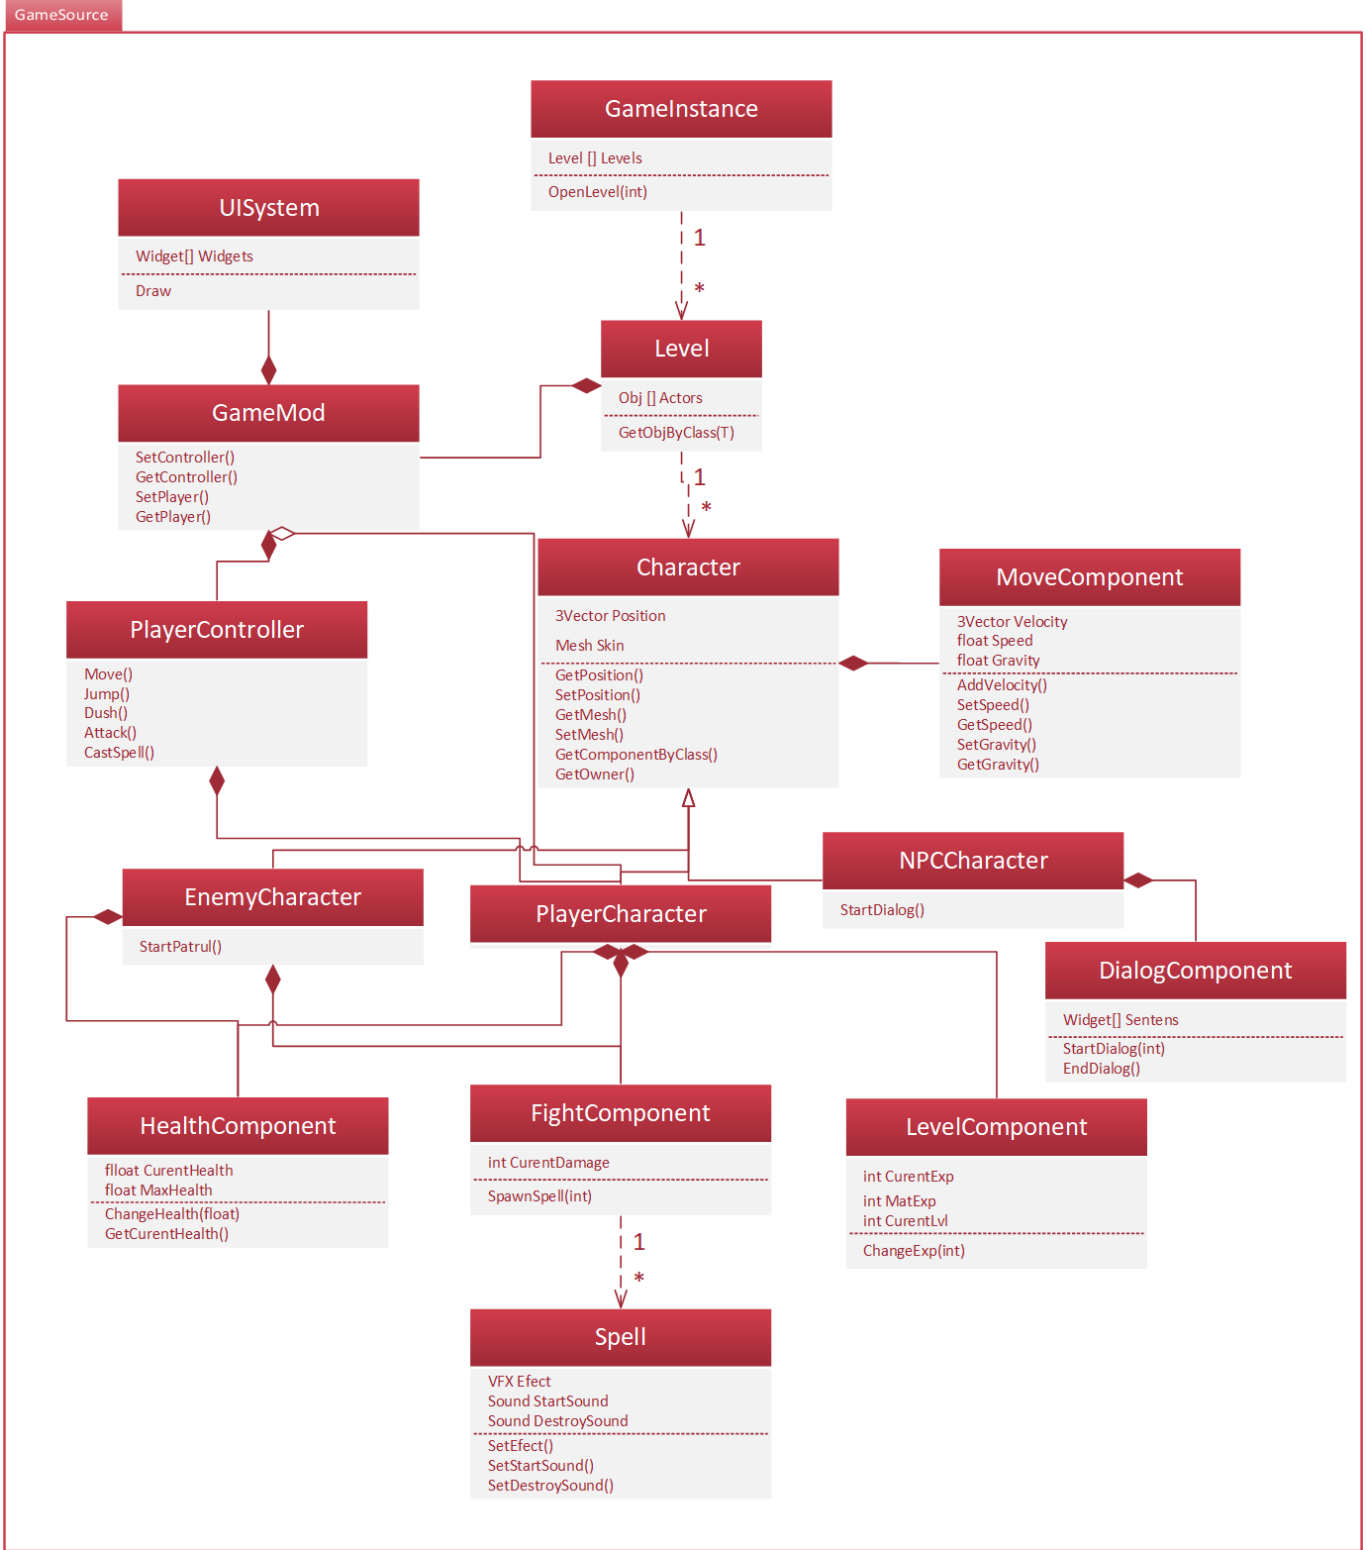 GameSource
GameInstance
Level [] Levels
OpenLevel(int)
1
*
UISystem
Widget[] Widgets
Draw
Level
Obj [] Actors
GetObjByClass(T)
1
*
GameMod
SetController()
GetController()
SetPlayer()
GetPlayer()
Character
3Vector Position
Mesh Skin
GetPosition()
SetPosition()
GetMesh()
SetMesh()
GetComponentByClass()
GetOwner()
MoveComponent
3Vector Velocity
float Speed
float Gravity
AddVelocity()
SetSpeed()
GetSpeed()
SetGravity()
GetGravity()
PlayerController
Move()
Jump()
Dush()
Attack()
CastSpell()
NPCCharacter
StartDialog()
EnemyCharacter
StartPatrul()
PlayerCharacter
DialogComponent
Widget[] Sentens
StartDialog(int)
EndDialog()
HealthComponent
flloat CurentHealth
float MaxHealth
ChangeHealth(float)
GetCurentHealth()
FightComponent
int CurentDamage
SpawnSpell(int)
1
*
LevelComponent
int CurentExp
int MatExp
int CurentLvl
ChangeExp(int)
Spell
VFX Efect
Sound StartSound
Sound DestroySound
SetEfect()
SetStartSound()
SetDestroySound()